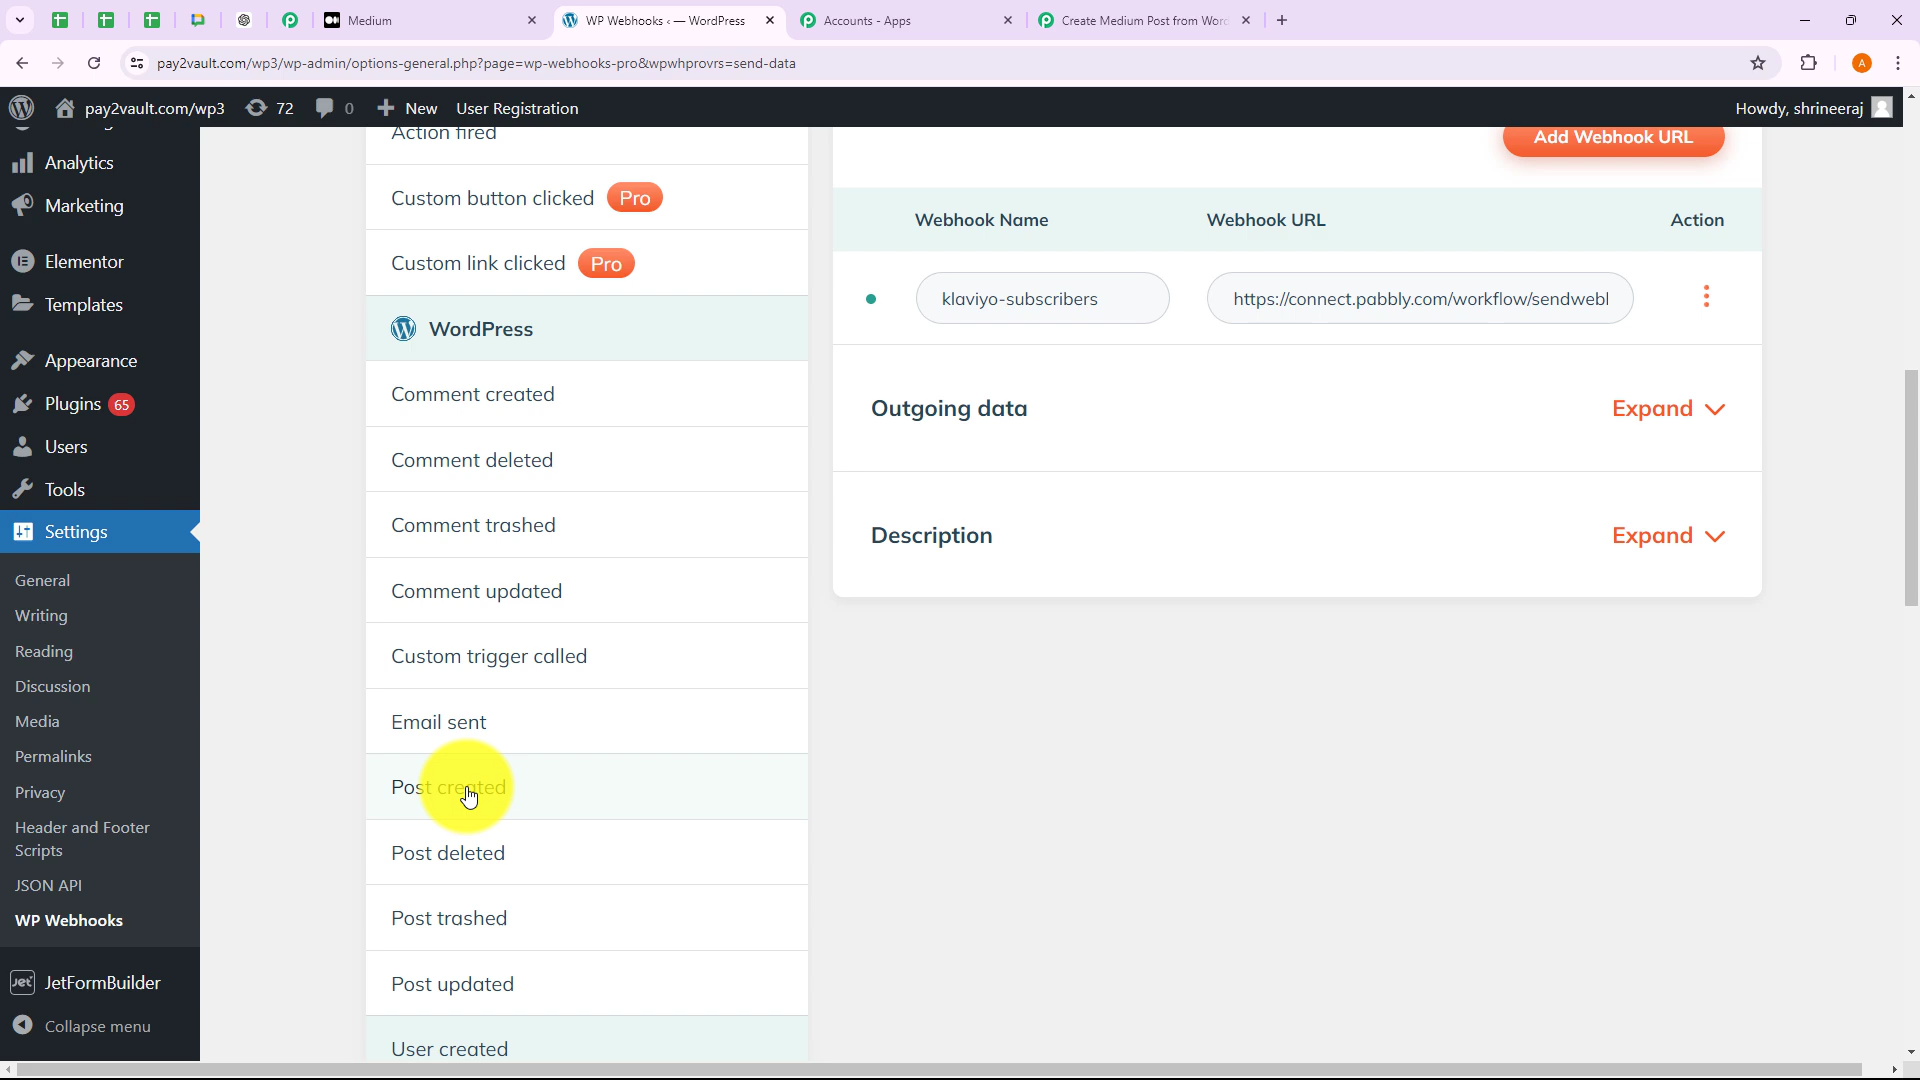 Medium
WP Webhooks ‹ — WordPress
Accounts - Apps
Create Medium Post from Wor
pay2vault.com/wp3/wp-admin/options-general.php?page=wp-webhooks-pro&wpwhprovrs=send-data
A
pay2vault.com/wp3
72
0
New
User Registration
Howdy, shrineeraj
Analytics
Marketing
Elementor
Templates
Appearance
Plugins 65
Users
Tools
Settings
General
Writing
Reading
Discussion
Media
Permalinks
Privacy
Header and Footer
Scripts
JSON API
WP Webhooks
JetFormBuilder
Collapse menu
Action fired
Custom button clicked Pro
Custom link clicked Pro
WordPress
Comment created
Comment deleted
Comment trashed
Comment updated
Custom trigger called
Email sent
Post created
Post deleted
Post trashed
Post updated
User created
Add Webhook URL
Webhook Name Webhook URL Action
klaviyo-subscribers https://connect.pabbly.com/workflow/sendwebl
Outgoing data Expand
Description Expand